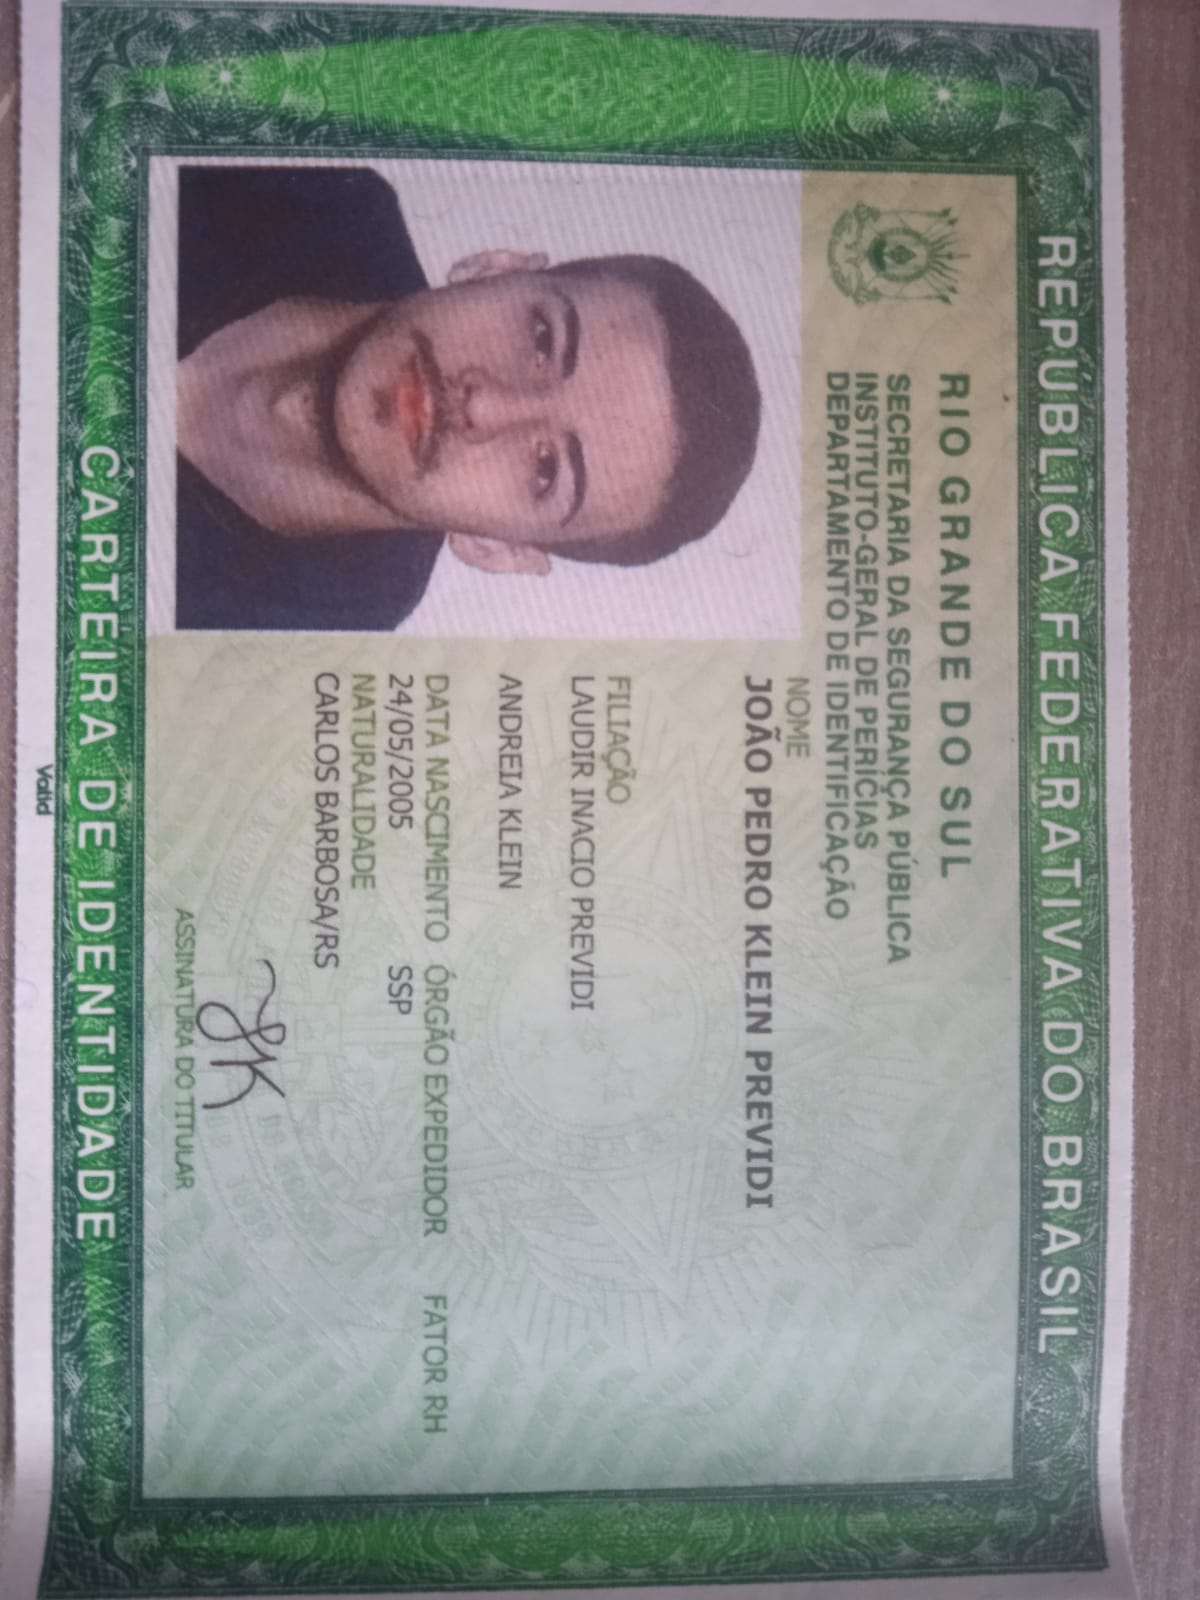 REPÚBLICA FEDERATIVA DO BRASIL
RIO GRANDE DO SUL
SECRETARIA DA SEGURANÇA PÚBLICA
INSTITUTO-GERAL DE PERÍCIAS
DEPARTAMENTO DE IDENTIFICAÇÃO
NOME
JOÃO PEDRO KLEIN PREVIDI
FILIAÇÃO
LAUDIR INACIO PREVIDI
ANDREIA KLEIN
DATA NASCIMENTO ÓRGÃO EXPEDIDOR FATOR RH
24/05/2005 SSP
NATURALIDADE
CARLOS BARBOSA/RS
ASSINATURA DO TITULAR
CARTEIRA DE IDENTIDADE
Valid